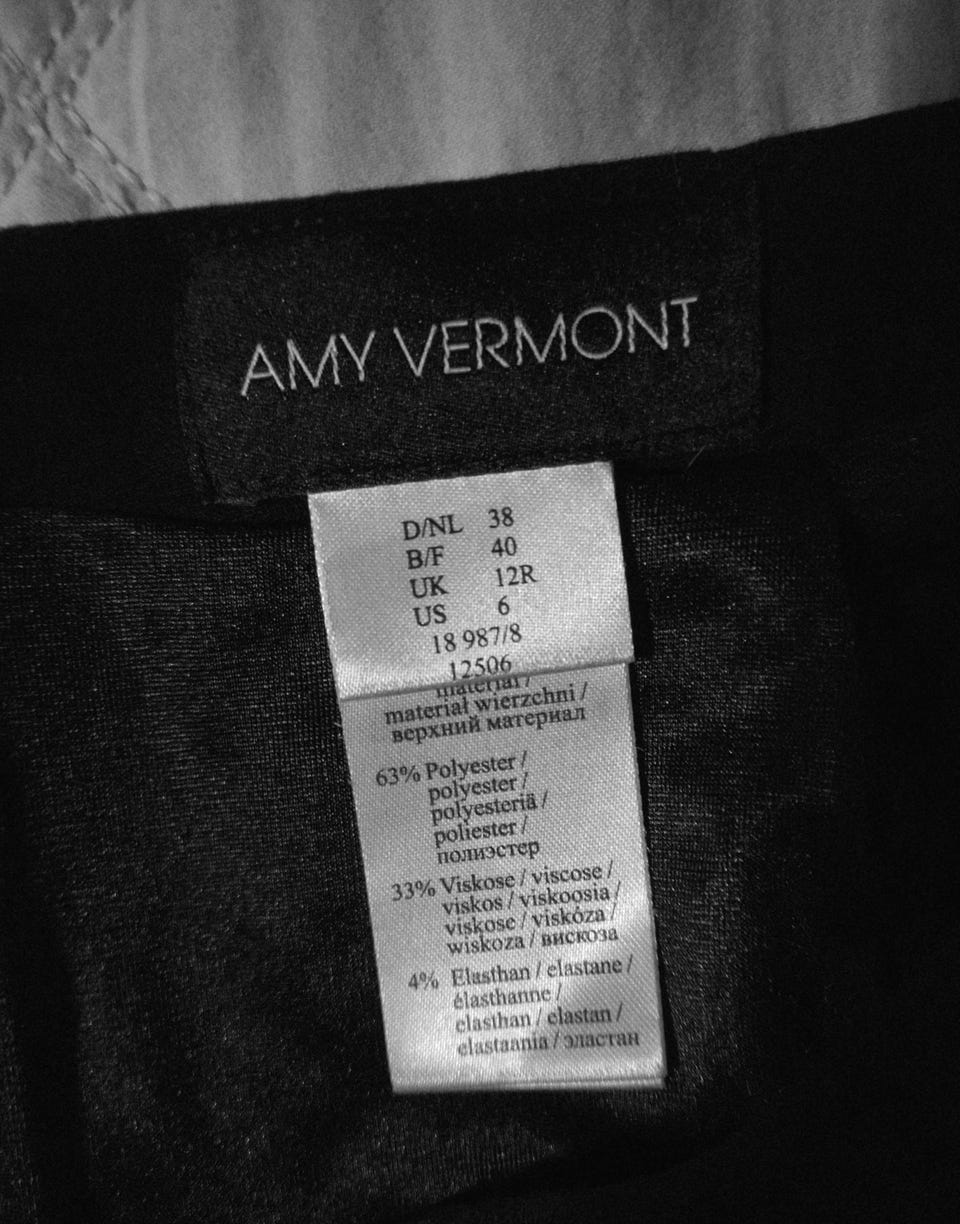 AMY VERMONT
D/NL 38
B/F 40
UK 12R
US 6
18 987/8
12506
material /
materiał wierzchni /
верхний материал
63% Polyester /
polyester /
polyesteriä /
poliester /
полиэстер
33% Viskose / viscose /
viskos / viskoosia /
viskose / viskóza /
wiskoza / вискоза
4% Elasthan / elastane /
élasthanne /
elasthan / elastan /
elastaania / эластан